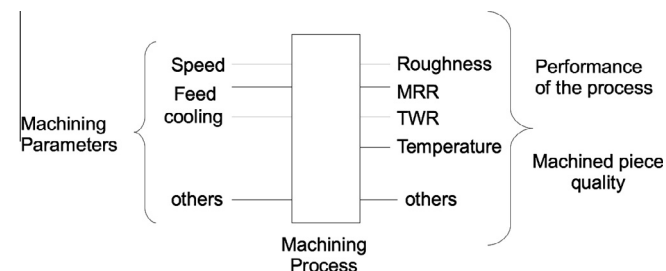 Speed
Feed
cooling
others
Machining
Parameters
Machining
Process
Roughness
MRR
TWR
Temperature
others
Performance
of the process
Machined piece
quality